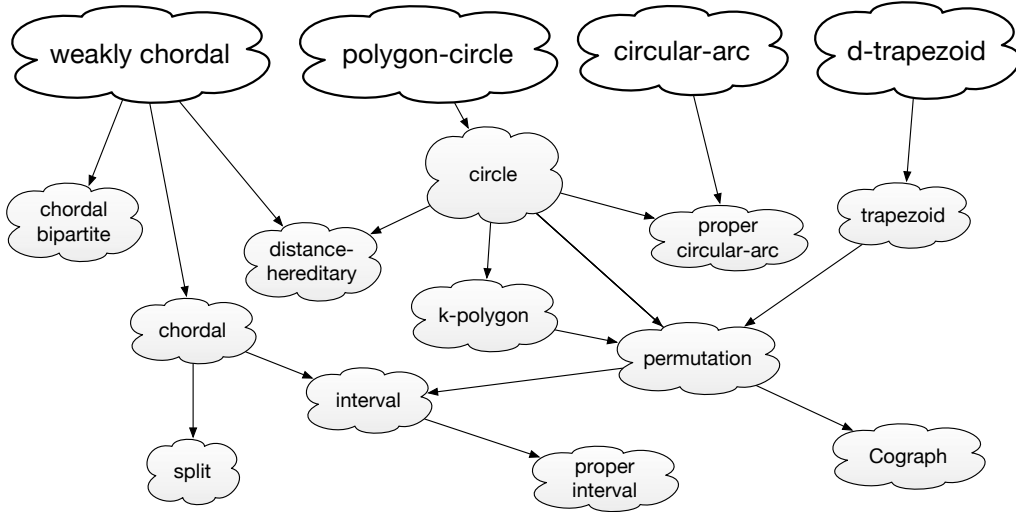 weakly chordal
polygon-circle
circular-arc
d-trapezoid
circle
chordal
bipartite
distance-
hereditary
proper
circular-arc
trapezoid
chordal
k-polygon
permutation
interval
split
proper
interval
Cograph